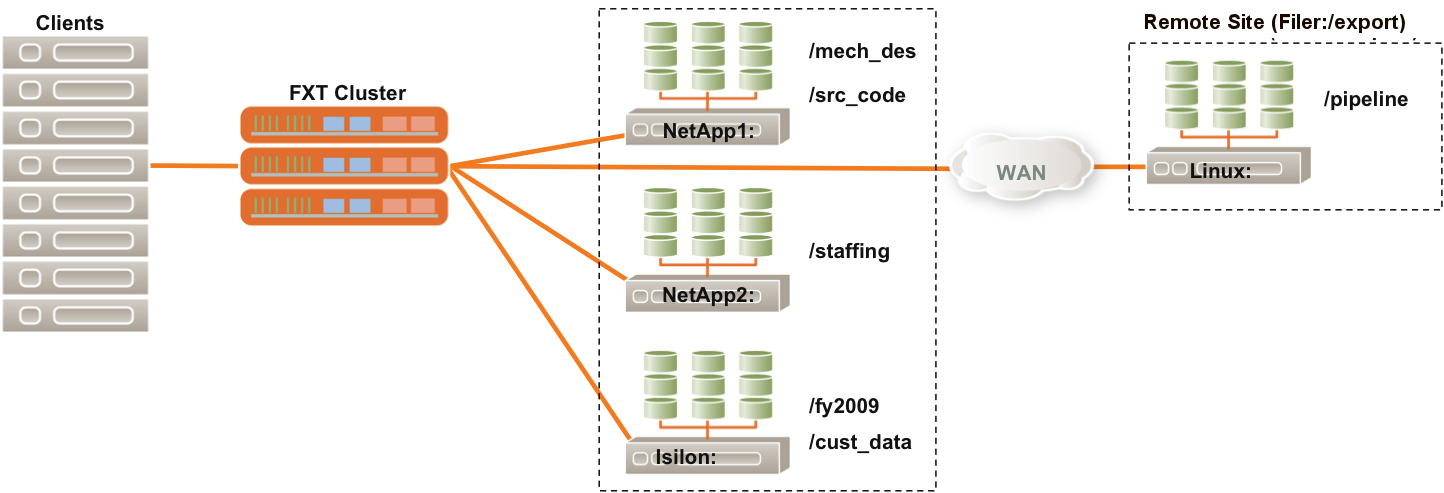 Clients
FXT Cluster
/mech_des
/src_code
NetApp1:
/staffing
NetApp2:
/fy2009
/cust_data
Isilon:
WAN
Remote Site (Filer:/export)
/pipeline
Linux: